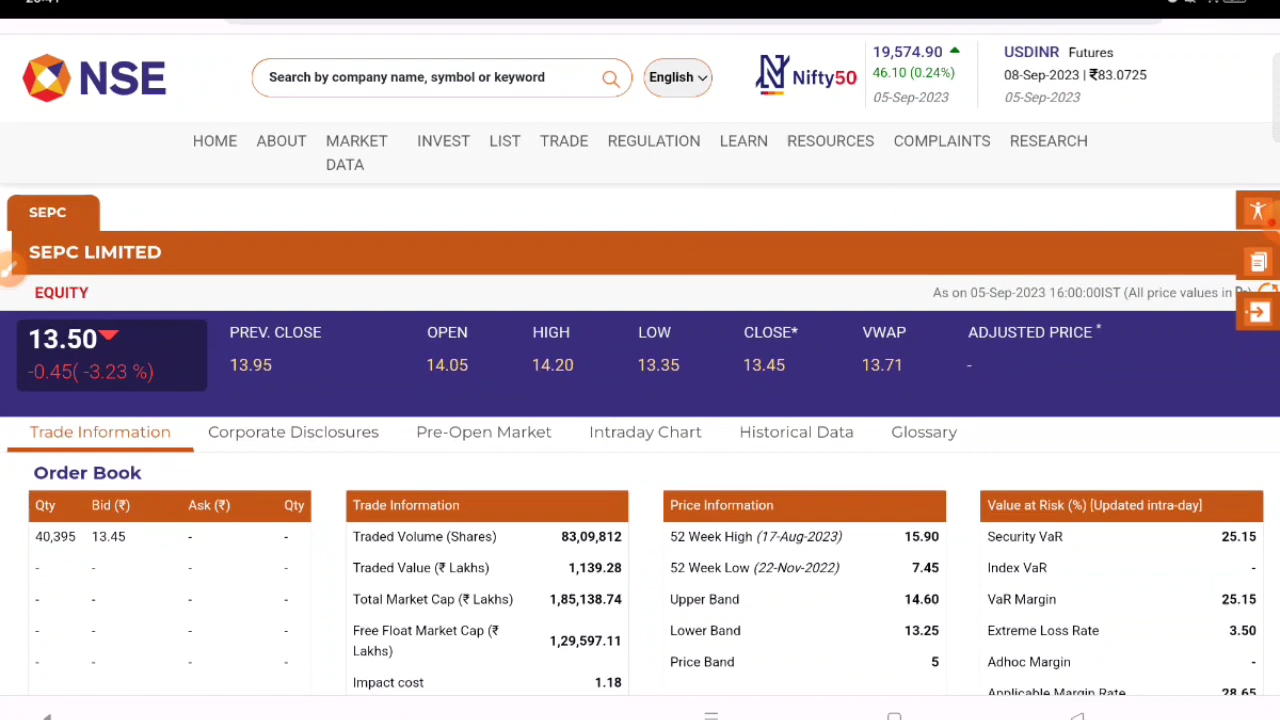 NSE
Search by company name, symbol or keyword
English
Nifty50
19,574.90
46.10 (0.24%)
05-Sep-2023
USDINR Futures
08-Sep-2023 | ₹83.0725
05-Sep-2023
HOME ABOUT MARKET DATA INVEST LIST TRADE REGULATION LEARN RESOURCES COMPLAINTS RESEARCH
SEPC
SEPC LIMITED
EQUITY
As on 05-Sep-2023 16:00:00IST (All price values in
13.50
-0.45( -3.23 %)
PREV. CLOSE OPEN HIGH LOW CLOSE* VWAP ADJUSTED PRICE *
13.95 14.05 14.20 13.35 13.45 13.71 -
Trade Information Corporate Disclosures Pre-Open Market Intraday Chart Historical Data Glossary
Order Book
Qty Bid (₹) Ask (₹) Qty
40,395 13.45 - -
- - - -
- - - -
- - - -
- - - -
Trade Information
Traded Volume (Shares) 83,09,812
Traded Value (₹ Lakhs) 1,139.28
Total Market Cap (₹ Lakhs) 1,85,138.74
Free Float Market Cap (₹
Lakhs) 1,29,597.11
Impact cost 1.18
Price Information
52 Week High (17-Aug-2023) 15.90
52 Week Low (22-Nov-2022) 7.45
Upper Band 14.60
Lower Band 13.25
Price Band 5
Value at Risk (%) [Updated intra-day]
Security VaR 25.15
Index VaR -
VaR Margin 25.15
Extreme Loss Rate 3.50
Adhoc Margin -
Applicable Margin Rate 28.65